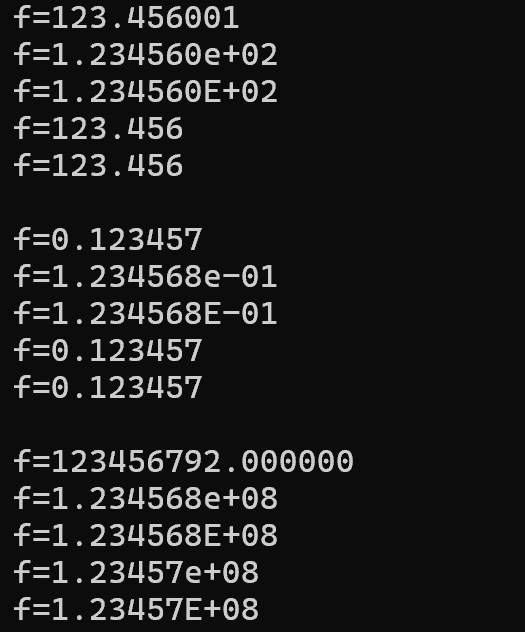 f=123.456001
f=1.234560e+02
f=1.234560E+02
f=123.456
f=123.456

f=0.123457
f=1.234568e-01
f=1.234568E-01
f=0.123457
f=0.123457

f=123456792.000000
f=1.234568e+08
f=1.234568E+08
f=1.23457e+08
f=1.23457E+08